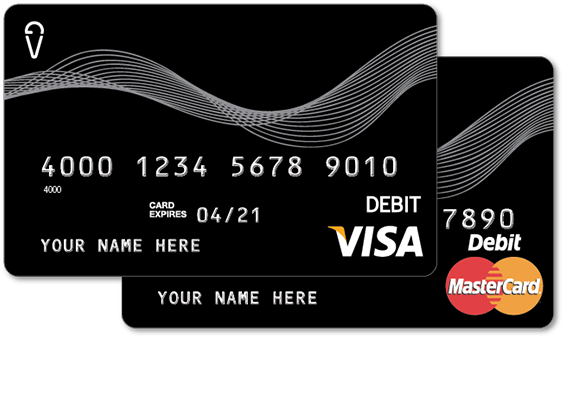 4000 1234 5678 9010
4000
CARD
EXPIRES 04/21
DEBIT
YOUR NAME HERE
VISA
7890
Debit
YOUR NAME HERE
MasterCard